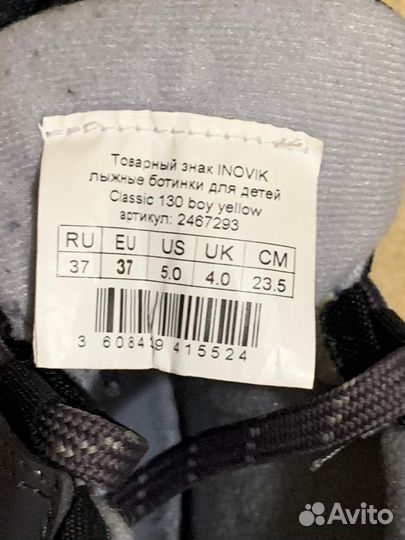 Товарный знак INOVIK
лыжные ботинки для детей
Classic 130 boy yellow
артикул: 2467293
RU EU US UK CM
37 37 5.0 4.0 23.5
3 608419 415524
Avito